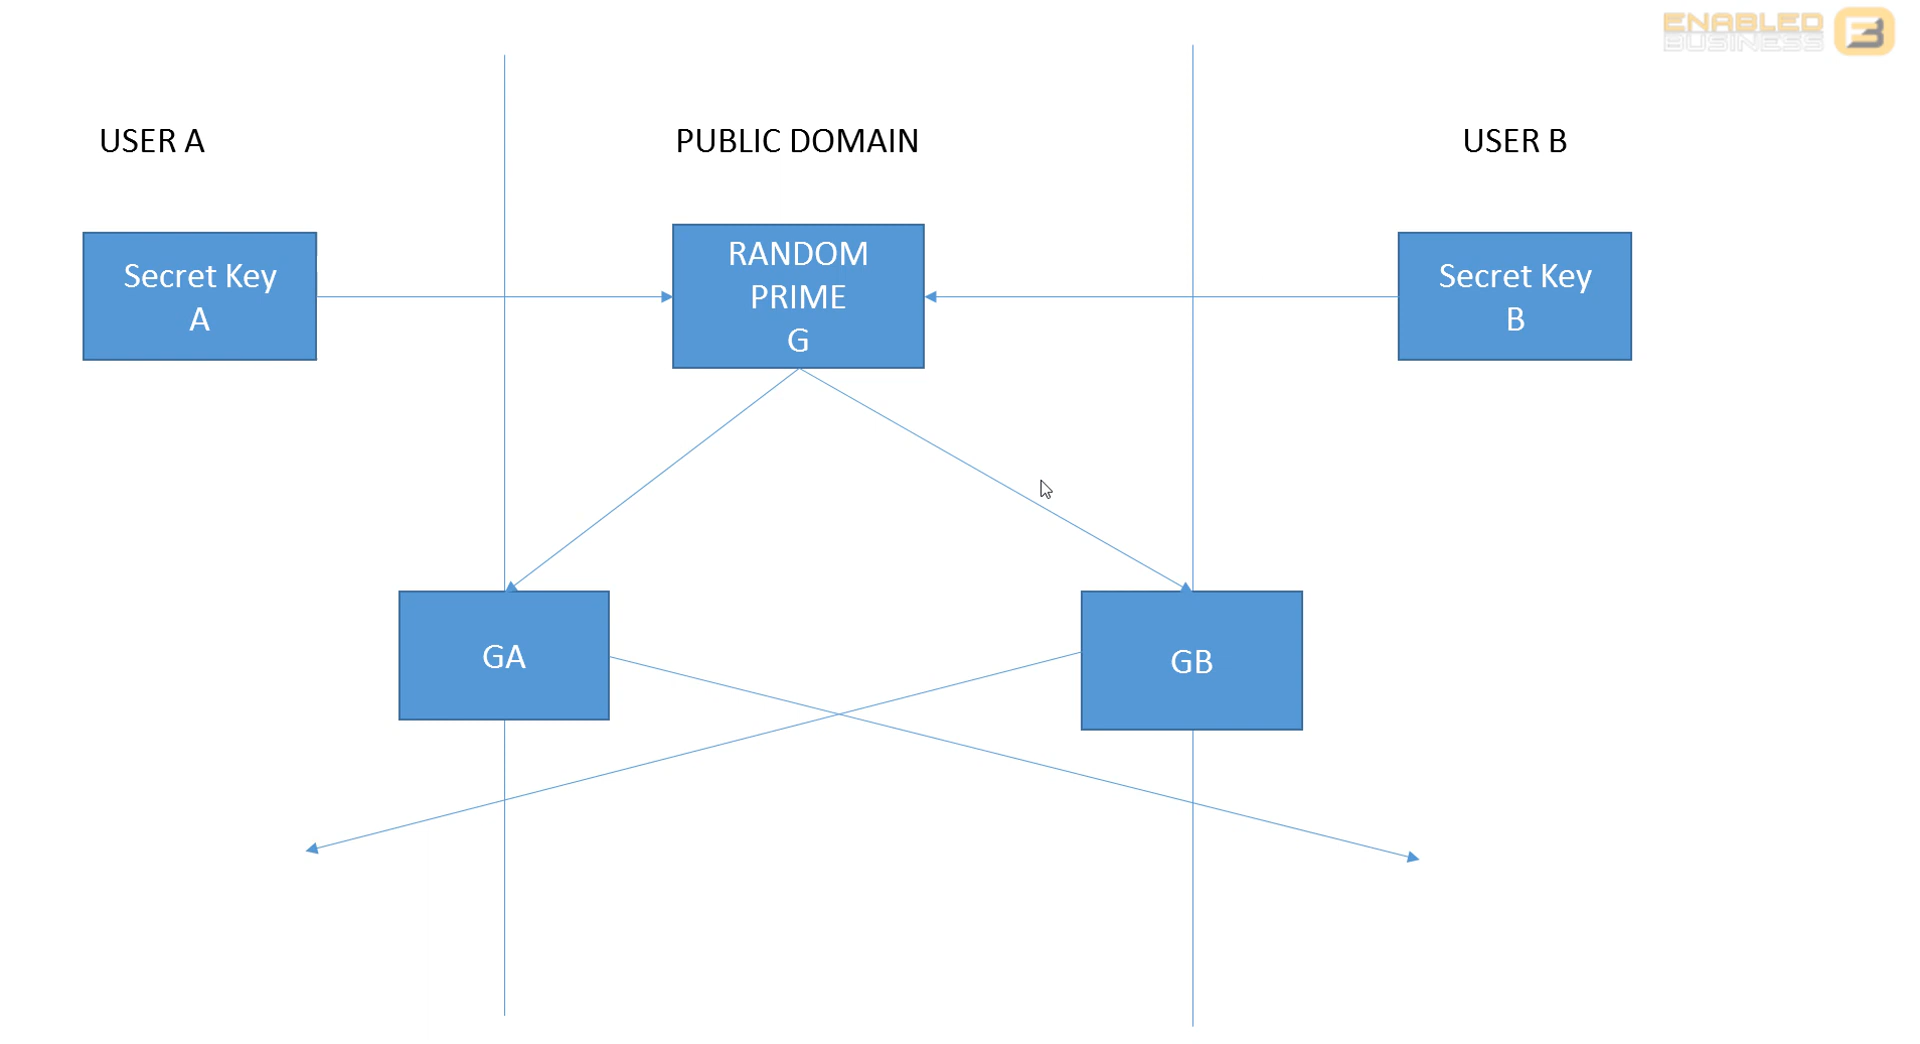 ENABLED
BUSINESS
USER A
PUBLIC DOMAIN
USER B
Secret Key
A
RANDOM
PRIME
G
Secret Key
B
GA
GB